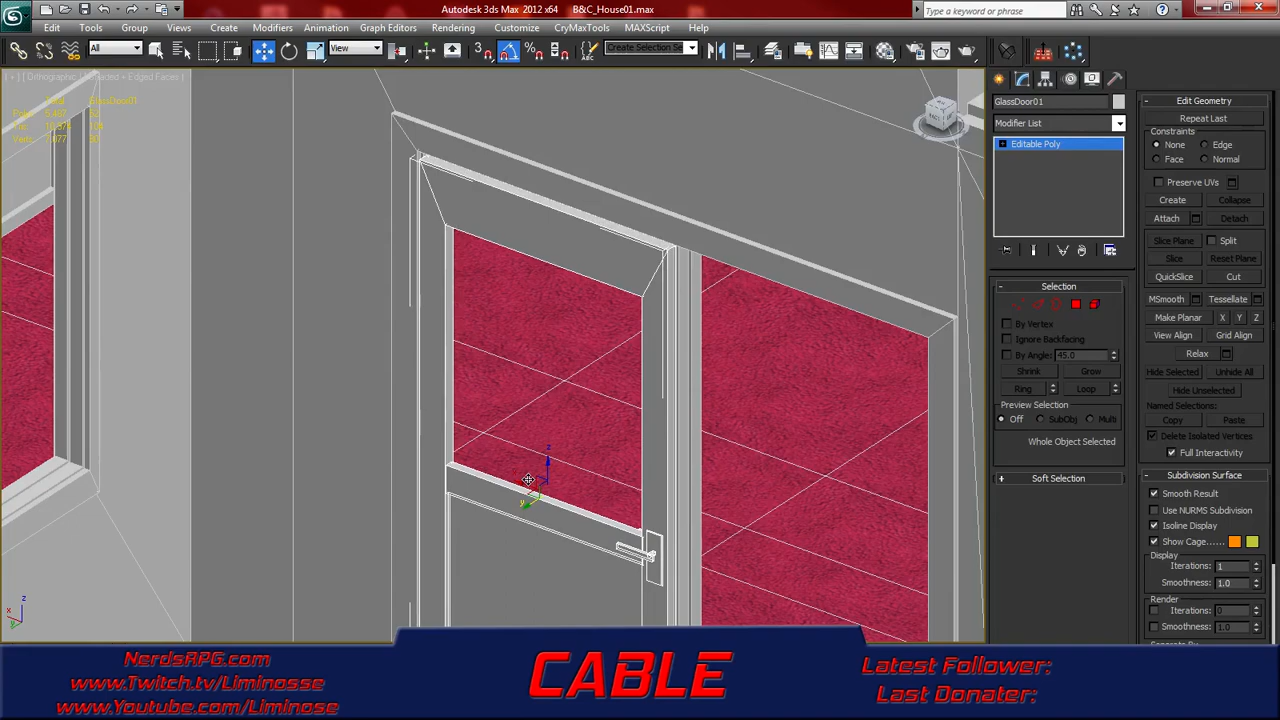 Autodesk 3ds Max 2012 x64 B&C_House01.max
Type a keyword or phrase
Edit Tools Group Views Create Modifiers Animation Graph Editors Rendering Customize CryMaxTools MAXScript Help
All View Create Selection Se
Total GlassDoor01
GlassDoor01
Modifier List
Editable Poly
Selection
By Vertex
Ignore Backfacing
By Angle: 45.0
Shrink Grow
Ring Loop
Preview Selection
Off SubObj Multi
Whole Object Selected
Soft Selection
Edit Geometry
Repeat Last
Constraints
None Edge
Face Normal
Preserve UVs
Create Collapse
Attach Detach
Slice Plane Split
Slice Reset Plane
QuickSlice Cut
MSmooth Tessellate
Make Planar X Y Z
View Align Grid Align
Relax
Hide Selected Unhide All
Hide Unselected
Named Selections:
Copy Paste
Delete Isolated Vertices
Full Interactivity
Subdivision Surface
Smooth Result
Use NURMS Subdivision
Isoline Display
Show Cage......
Display
Iterations: 1
Smoothness: 1.0
Render
Iterations: 0
Smoothness: 1.0
z
y
x
NerdsRPG.com
www.Twitch.tv/Liminosse
www.Youtube.com/Liminose
CABLE
Latest Follower:
Last Donater: